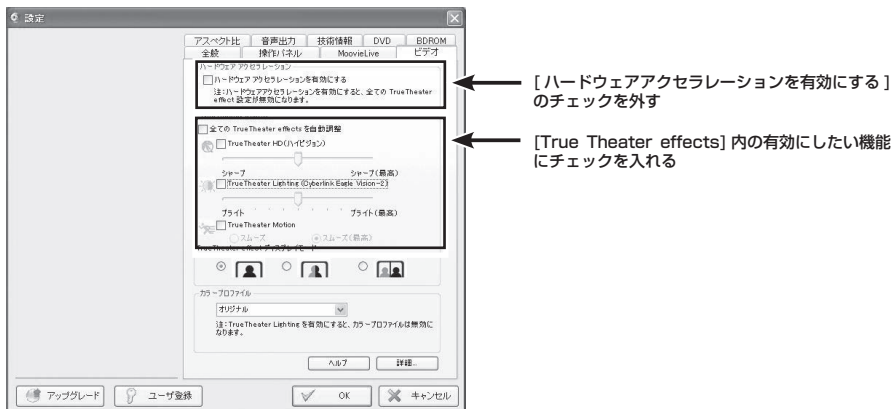 設定
アスペクト比 音声出力 技術情報 DVD BDROM
全般 操作パネル MoovieLive ビデオ
ハードウェア アクセラレーション
ハードウェア アクセラレーションを有効にする
注:ハードウェアアクセラレーションを有効にすると、全ての TrueTheater
effect 設定が無効になります。
全ての TrueTheater effects を自動調整
TrueTheater HD(ハイビジョン)
シャープ シャープ(最高)
TrueTheater Lighting (Cyberlink Eagle Vision-2)
ブライト ブライト(最高)
TrueTheater Motion
スムーズ スムーズ(最高)
TrueTheater effect ディスプレイモード
カラープロファイル
オリジナル
注:TrueTheater Lighting を有効にすると、カラープロファイルは無効に
なります。
ヘルプ 詳細...
アップグレード ユーザ登録 OK キャンセル
[ ハードウェアアクセラレーションを有効にする ]
のチェックを外す
[True Theater effects] 内の有効にしたい機能
にチェックを入れる